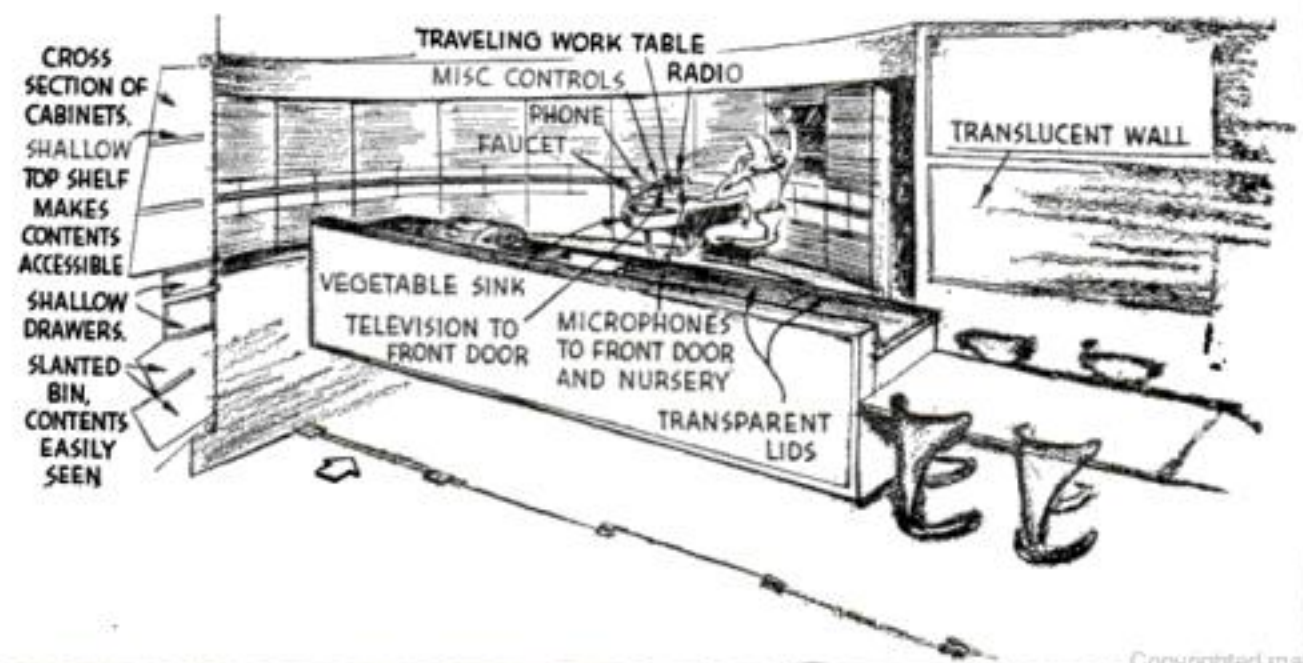 CROSS
SECTION OF
CABINETS.
SHALLOW
TOP SHELF
MAKES
CONTENTS
ACCESSIBLE
SHALLOW
DRAWERS.
SLANTED
BIN,
CONTENTS
EASILY
SEEN
TRAVELING WORK TABLE
MISC CONTROLS
RADIO
PHONE
FAUCET
TRANSLUCENT WALL
VEGETABLE SINK
TELEVISION TO
FRONT DOOR
MICROPHONES
TO FRONT DOOR
AND NURSERY
TRANSPARENT
LIDS
Copyrighted ma